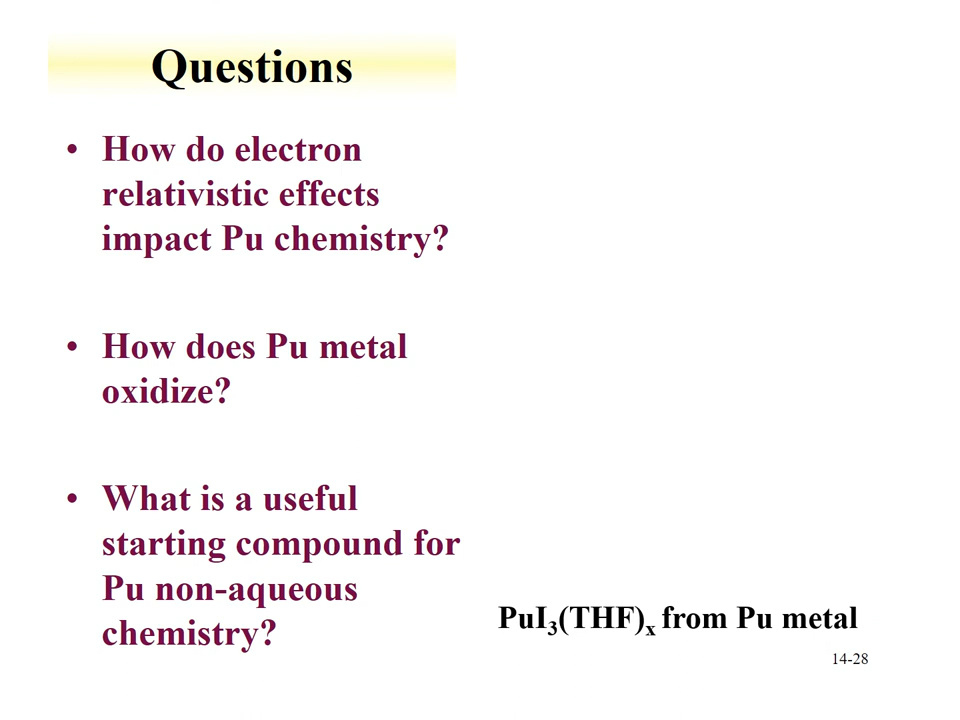 Questions
• How do electron
relativistic effects
impact Pu chemistry?
• How does Pu metal
oxidize?
• What is a useful
starting compound for
Pu non-aqueous
chemistry?
PuI₃(THF)ₓ from Pu metal
14-28